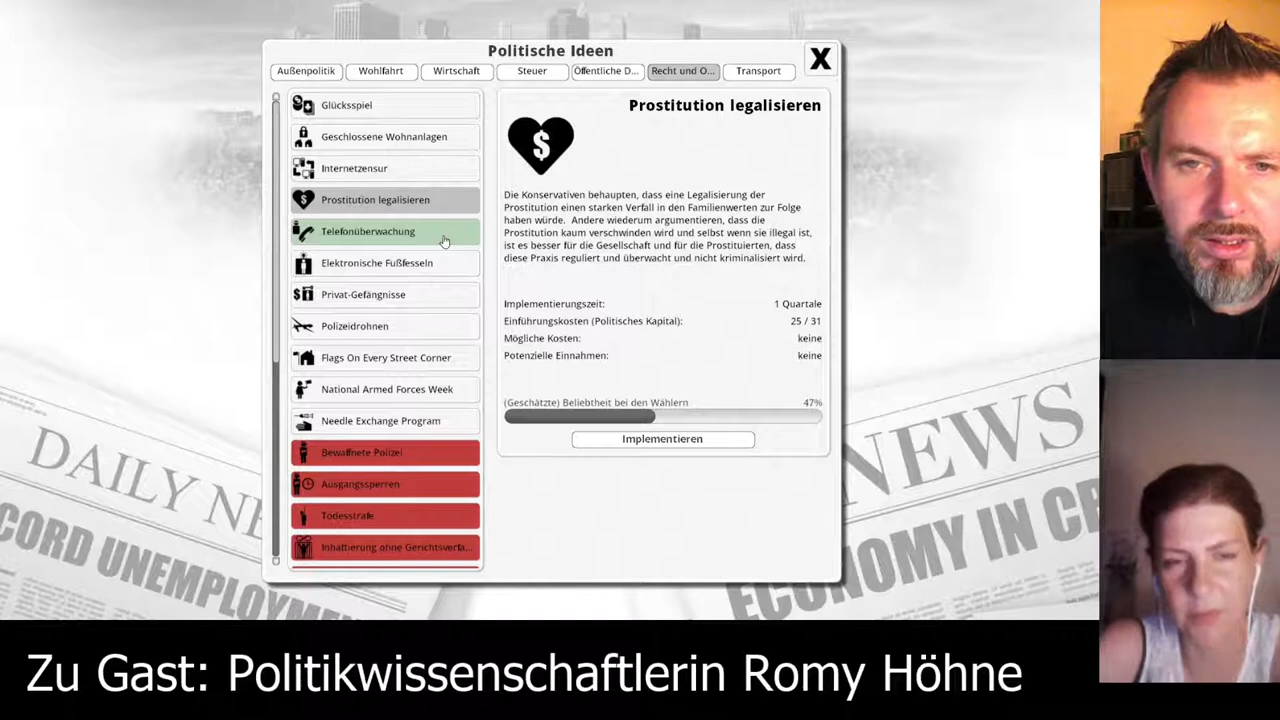 Politische Ideen
X
Außenpolitik
Wohlfahrt
Wirtschaft
Steuer
Öffentliche D...
Recht und O...
Transport
Glücksspiel
Geschlossene Wohnanlagen
Internetzensur
Prostitution legalisieren
Telefonüberwachung
Elektronische Fußfesseln
Privat-Gefängnisse
Polizeidrohnen
Flags On Every Street Corner
National Armed Forces Week
Needle Exchange Program
Bewaffnete Polizei
Ausgangssperren
Todesstrafe
Inhaftierung ohne Gerichtsverfa...
Prostitution legalisieren
$
Die Konservativen behaupten, dass eine Legalisierung der
Prostitution einen starken Verfall in den Familienwerten zur Folge
haben würde. Andere wiederum argumentieren, dass die
Prostitution kaum verschwinden wird und selbst wenn sie illegal ist,
ist es besser für die Gesellschaft und für die Prostituierten, dass
diese Praxis reguliert und überwacht und nicht kriminalisiert wird.
Implementierungszeit: 1 Quartale
Einführungskosten (Politisches Kapital): 25 / 31
Mögliche Kosten: keine
Potenzielle Einnahmen: keine
(Geschätzte) Beliebtheit bei den Wählern 47%
Implementieren
DAILY NE
CORD UNEMPLOYME
NEWS
ECONOMY IN CR
Zu Gast: Politikwissenschaftlerin Romy Höhne